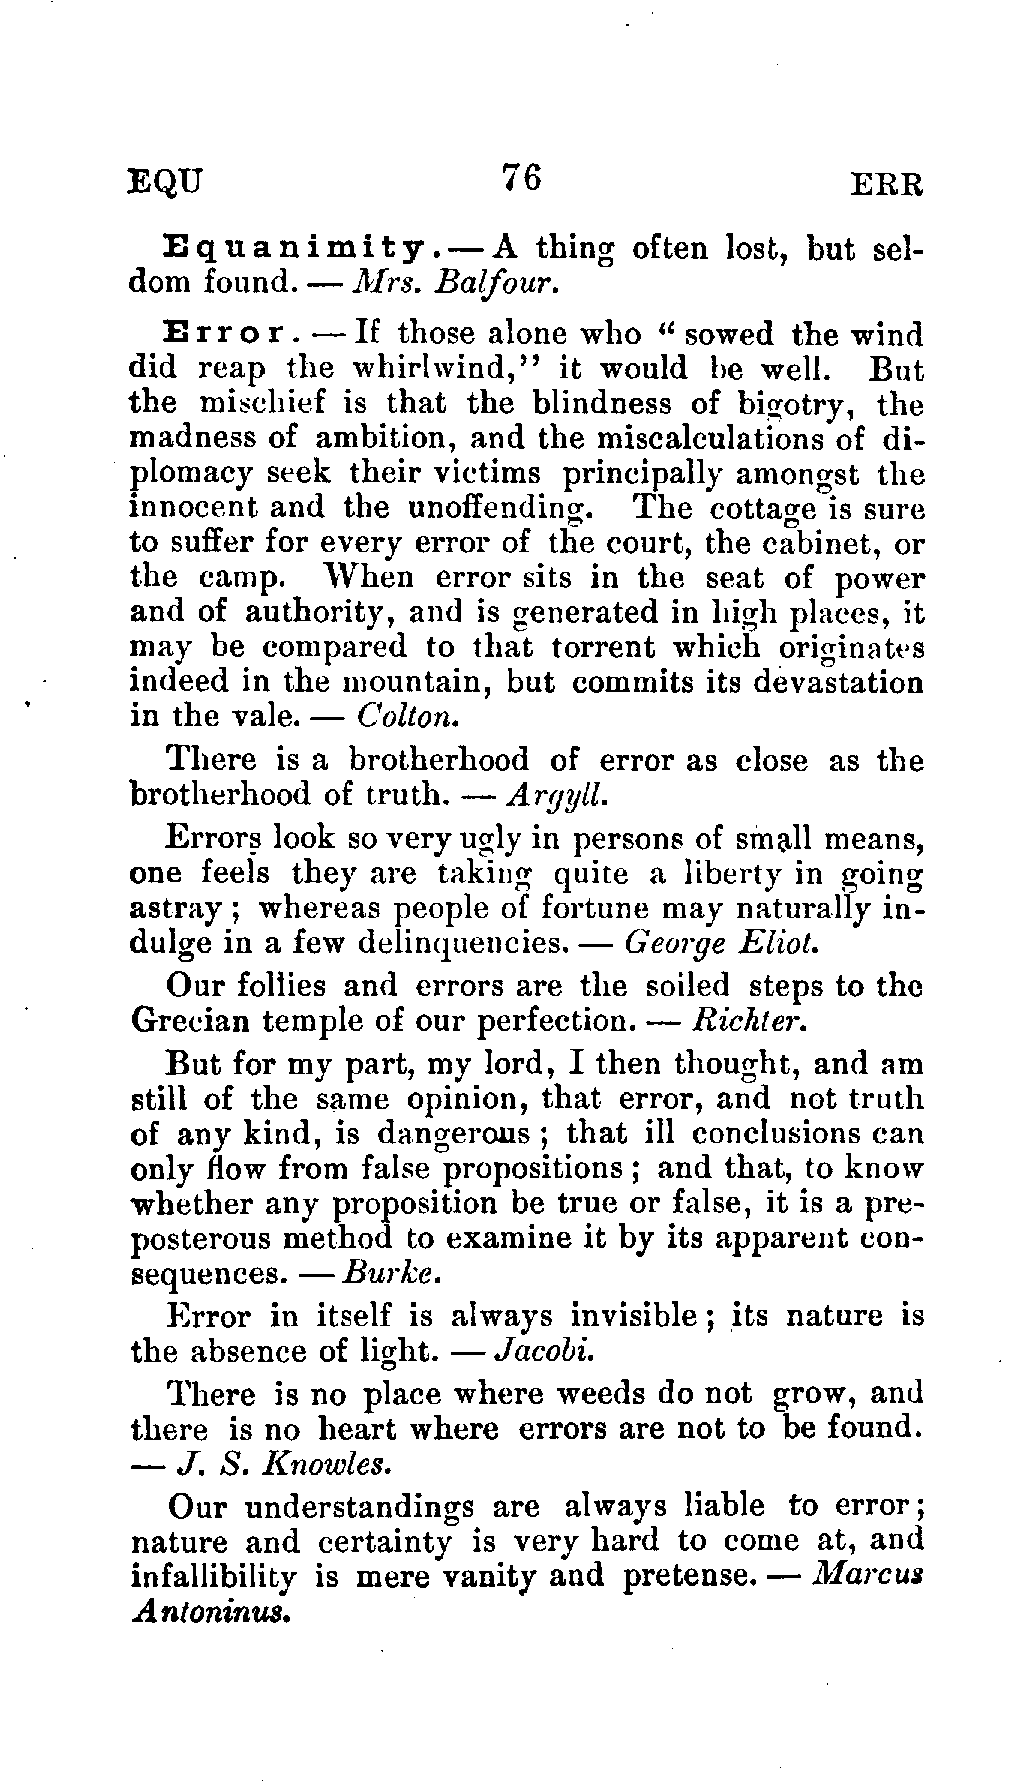 EQU 76 ERR
Equanimity.— A thing often lost, but sel-
dom found. — Mrs. Balfour.
Error. — If those alone who " sowed the wind
did reap the whirlwind," it would be well. But
the mischief is that the blindness of bigotry, the
madness of ambition, and the miscalculations of di-
plomacy seek their victims principally amongst the
innocent and the unoffending. The cottage is sure
to suffer for every error of the court, the cabinet, or
the camp. When error sits in the seat of power
and of authority, and is generated in high places, it
may be compared to that torrent which originates
indeed in the mountain, but commits its devastation
in the vale. — Colton.
There is a brotherhood of error as close as the
brotherhood of truth. — Argyll.
Errors look so very ugly in persons of small means,
one feels they are taking quite a liberty in going
astray ; whereas people of fortune may naturally in-
dulge in a few delinquencies. — George Eliot.
Our follies and errors are the soiled steps to the
Grecian temple of our perfection. — Richter.
But for my part, my lord, I then thought, and am
still of the same opinion, that error, and not truth
of any kind, is dangerous ; that ill conclusions can
only flow from false propositions ; and that, to know
whether any proposition be true or false, it is a pre-
posterous method to examine it by its apparent con-
sequences. — Burke.
Error in itself is always invisible ; its nature is
the absence of light. — Jacobi.
There is no place where weeds do not grow, and
there is no heart where errors are not to be found.
— J. S. Knowles.
Our understandings are always liable to error ;
nature and certainty is very hard to come at, and
infallibility is mere vanity and pretense. — Marcus
Antoninus.